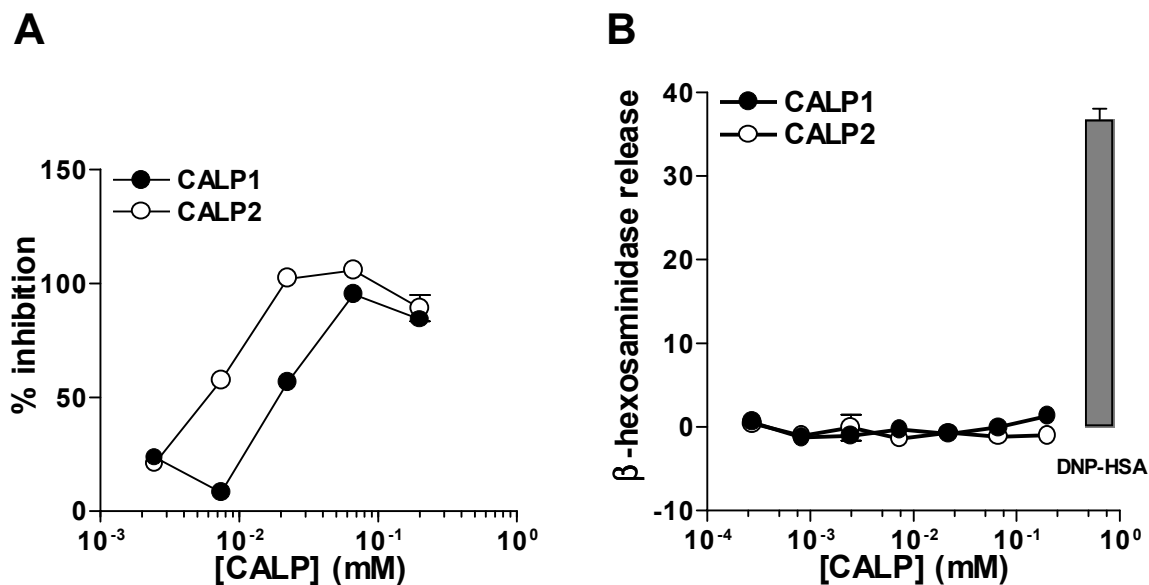 A
150
100
50
0
% inhibition
CALP1
CALP2
10-3
10-2
10-1
100
[CALP] (mM)
B
40
30
20
10
0
-10
β-hexosaminidase release
CALP1
CALP2
DNP-HSA
10-4
10-3
10-2
10-1
100
[CALP] (mM)